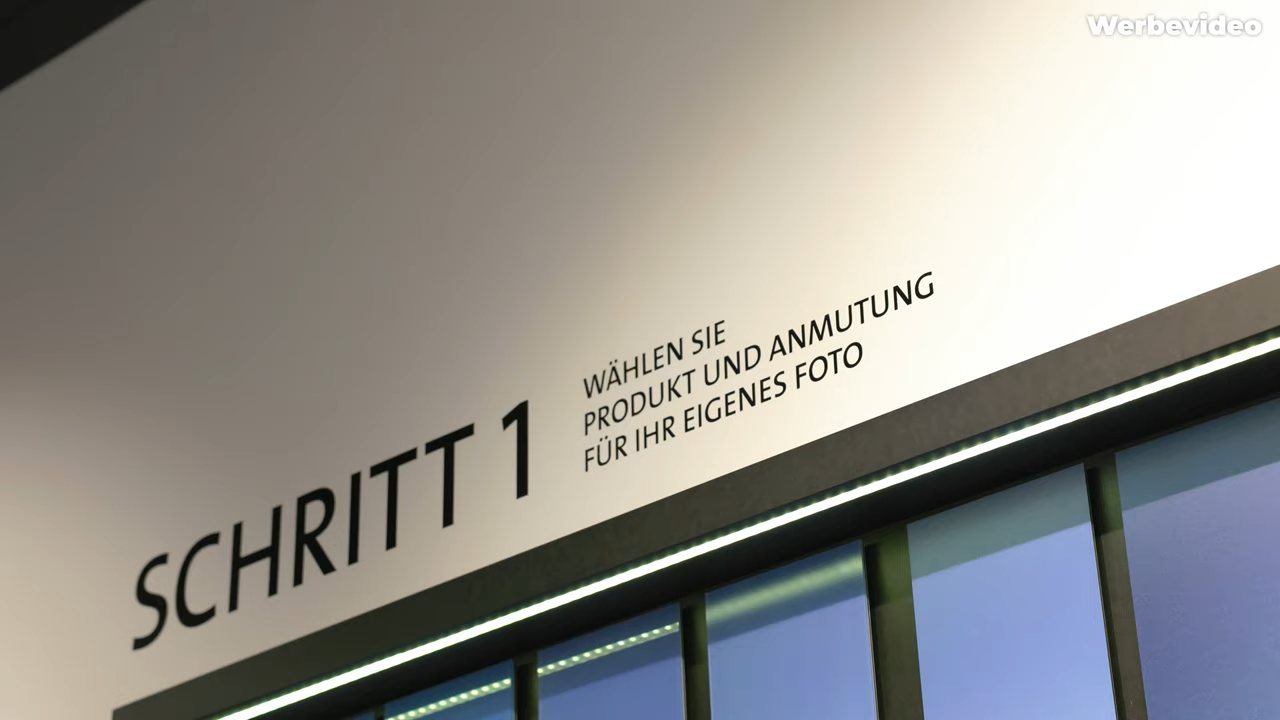 Werbevideo
SCHRITT 1
WÄHLEN SIE
PRODUKT UND ANMUTUNG
FÜR IHR EIGENES FOTO